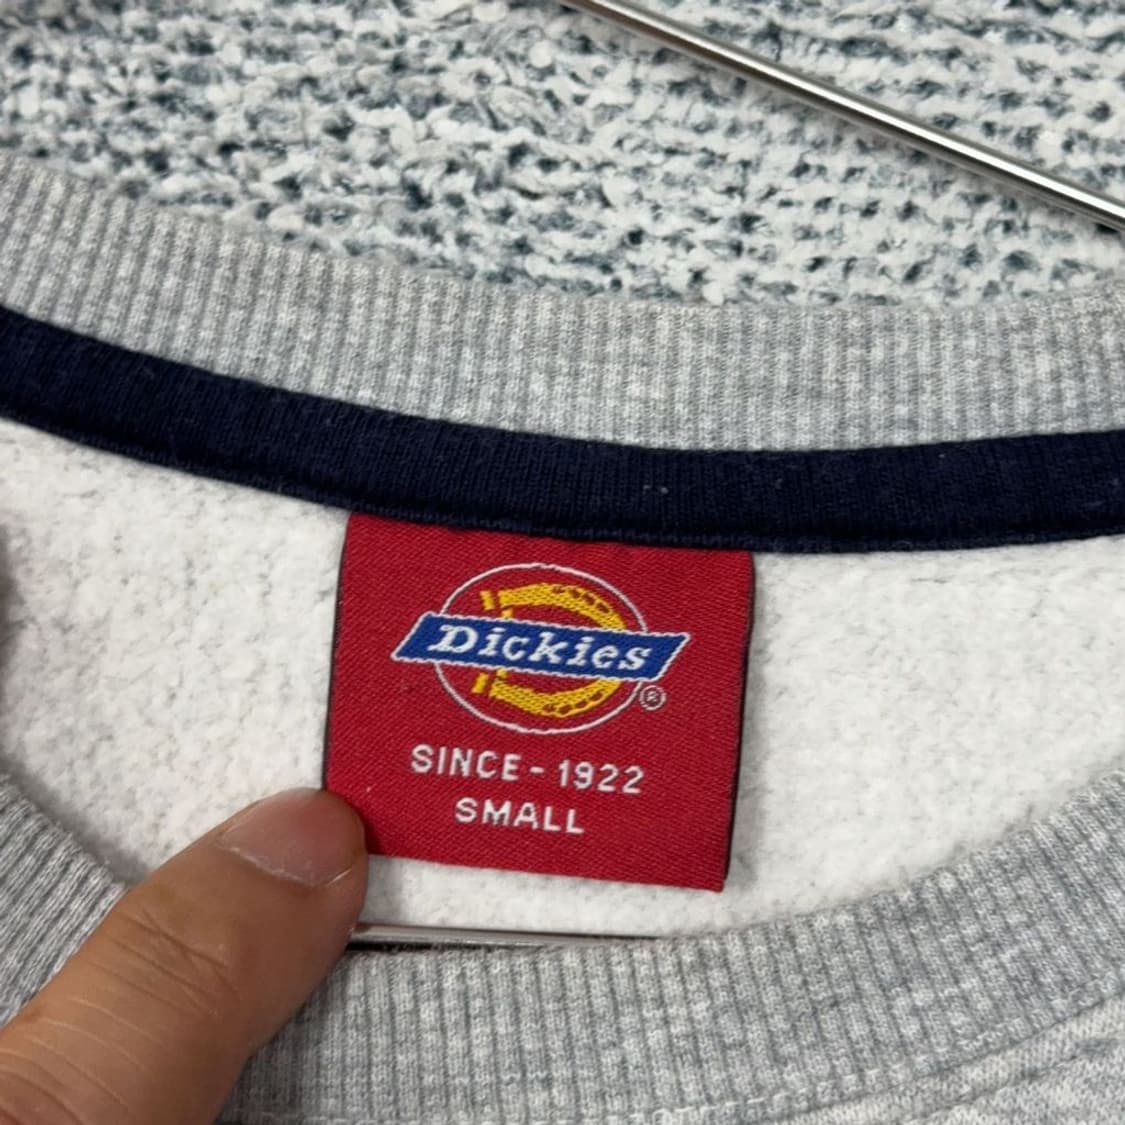 Dickies
®
SINCE - 1922
SMALL